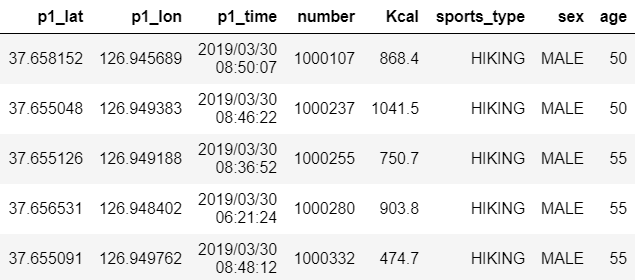 p1_lat p1_lon p1_time number Kcal sports_type sex age
37.658152 126.945689 2019/03/30 08:50:07 1000107 868.4 HIKING MALE 50
37.655048 126.949383 2019/03/30 08:46:22 1000237 1041.5 HIKING MALE 50
37.655126 126.949188 2019/03/30 08:36:52 1000255 750.7 HIKING MALE 55
37.656531 126.948402 2019/03/30 06:21:24 1000280 903.8 HIKING MALE 55
37.655091 126.949762 2019/03/30 08:48:12 1000332 474.7 HIKING MALE 55